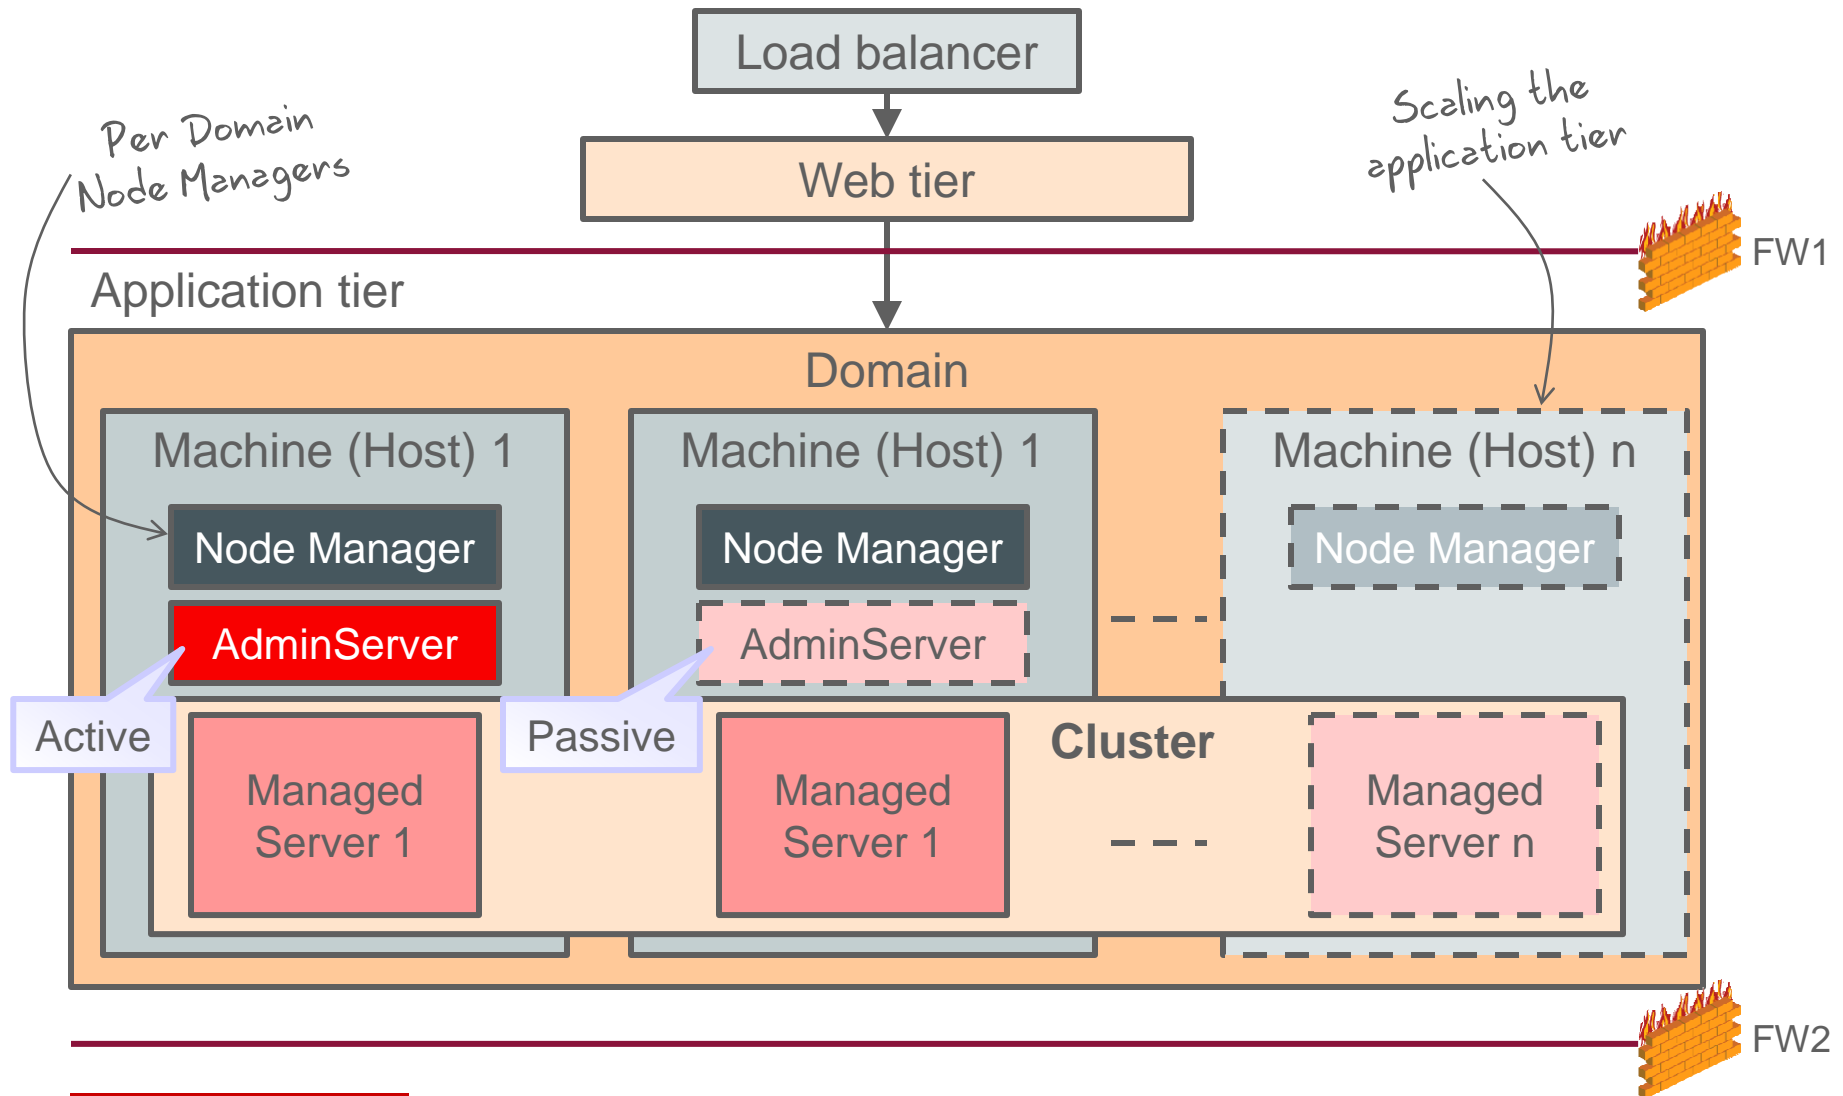 Load balancer
Per Domain
Node Managers
Scaling the
application tier
Web tier
FW1
Application tier
Domain
Machine (Host) 1
Machine (Host) 1
Machine (Host) n
Node Manager
Node Manager
Node Manager
AdminServer
AdminServer
Active
Passive
Cluster
Managed
Server 1
Managed
Server 1
Managed
Server n
FW2